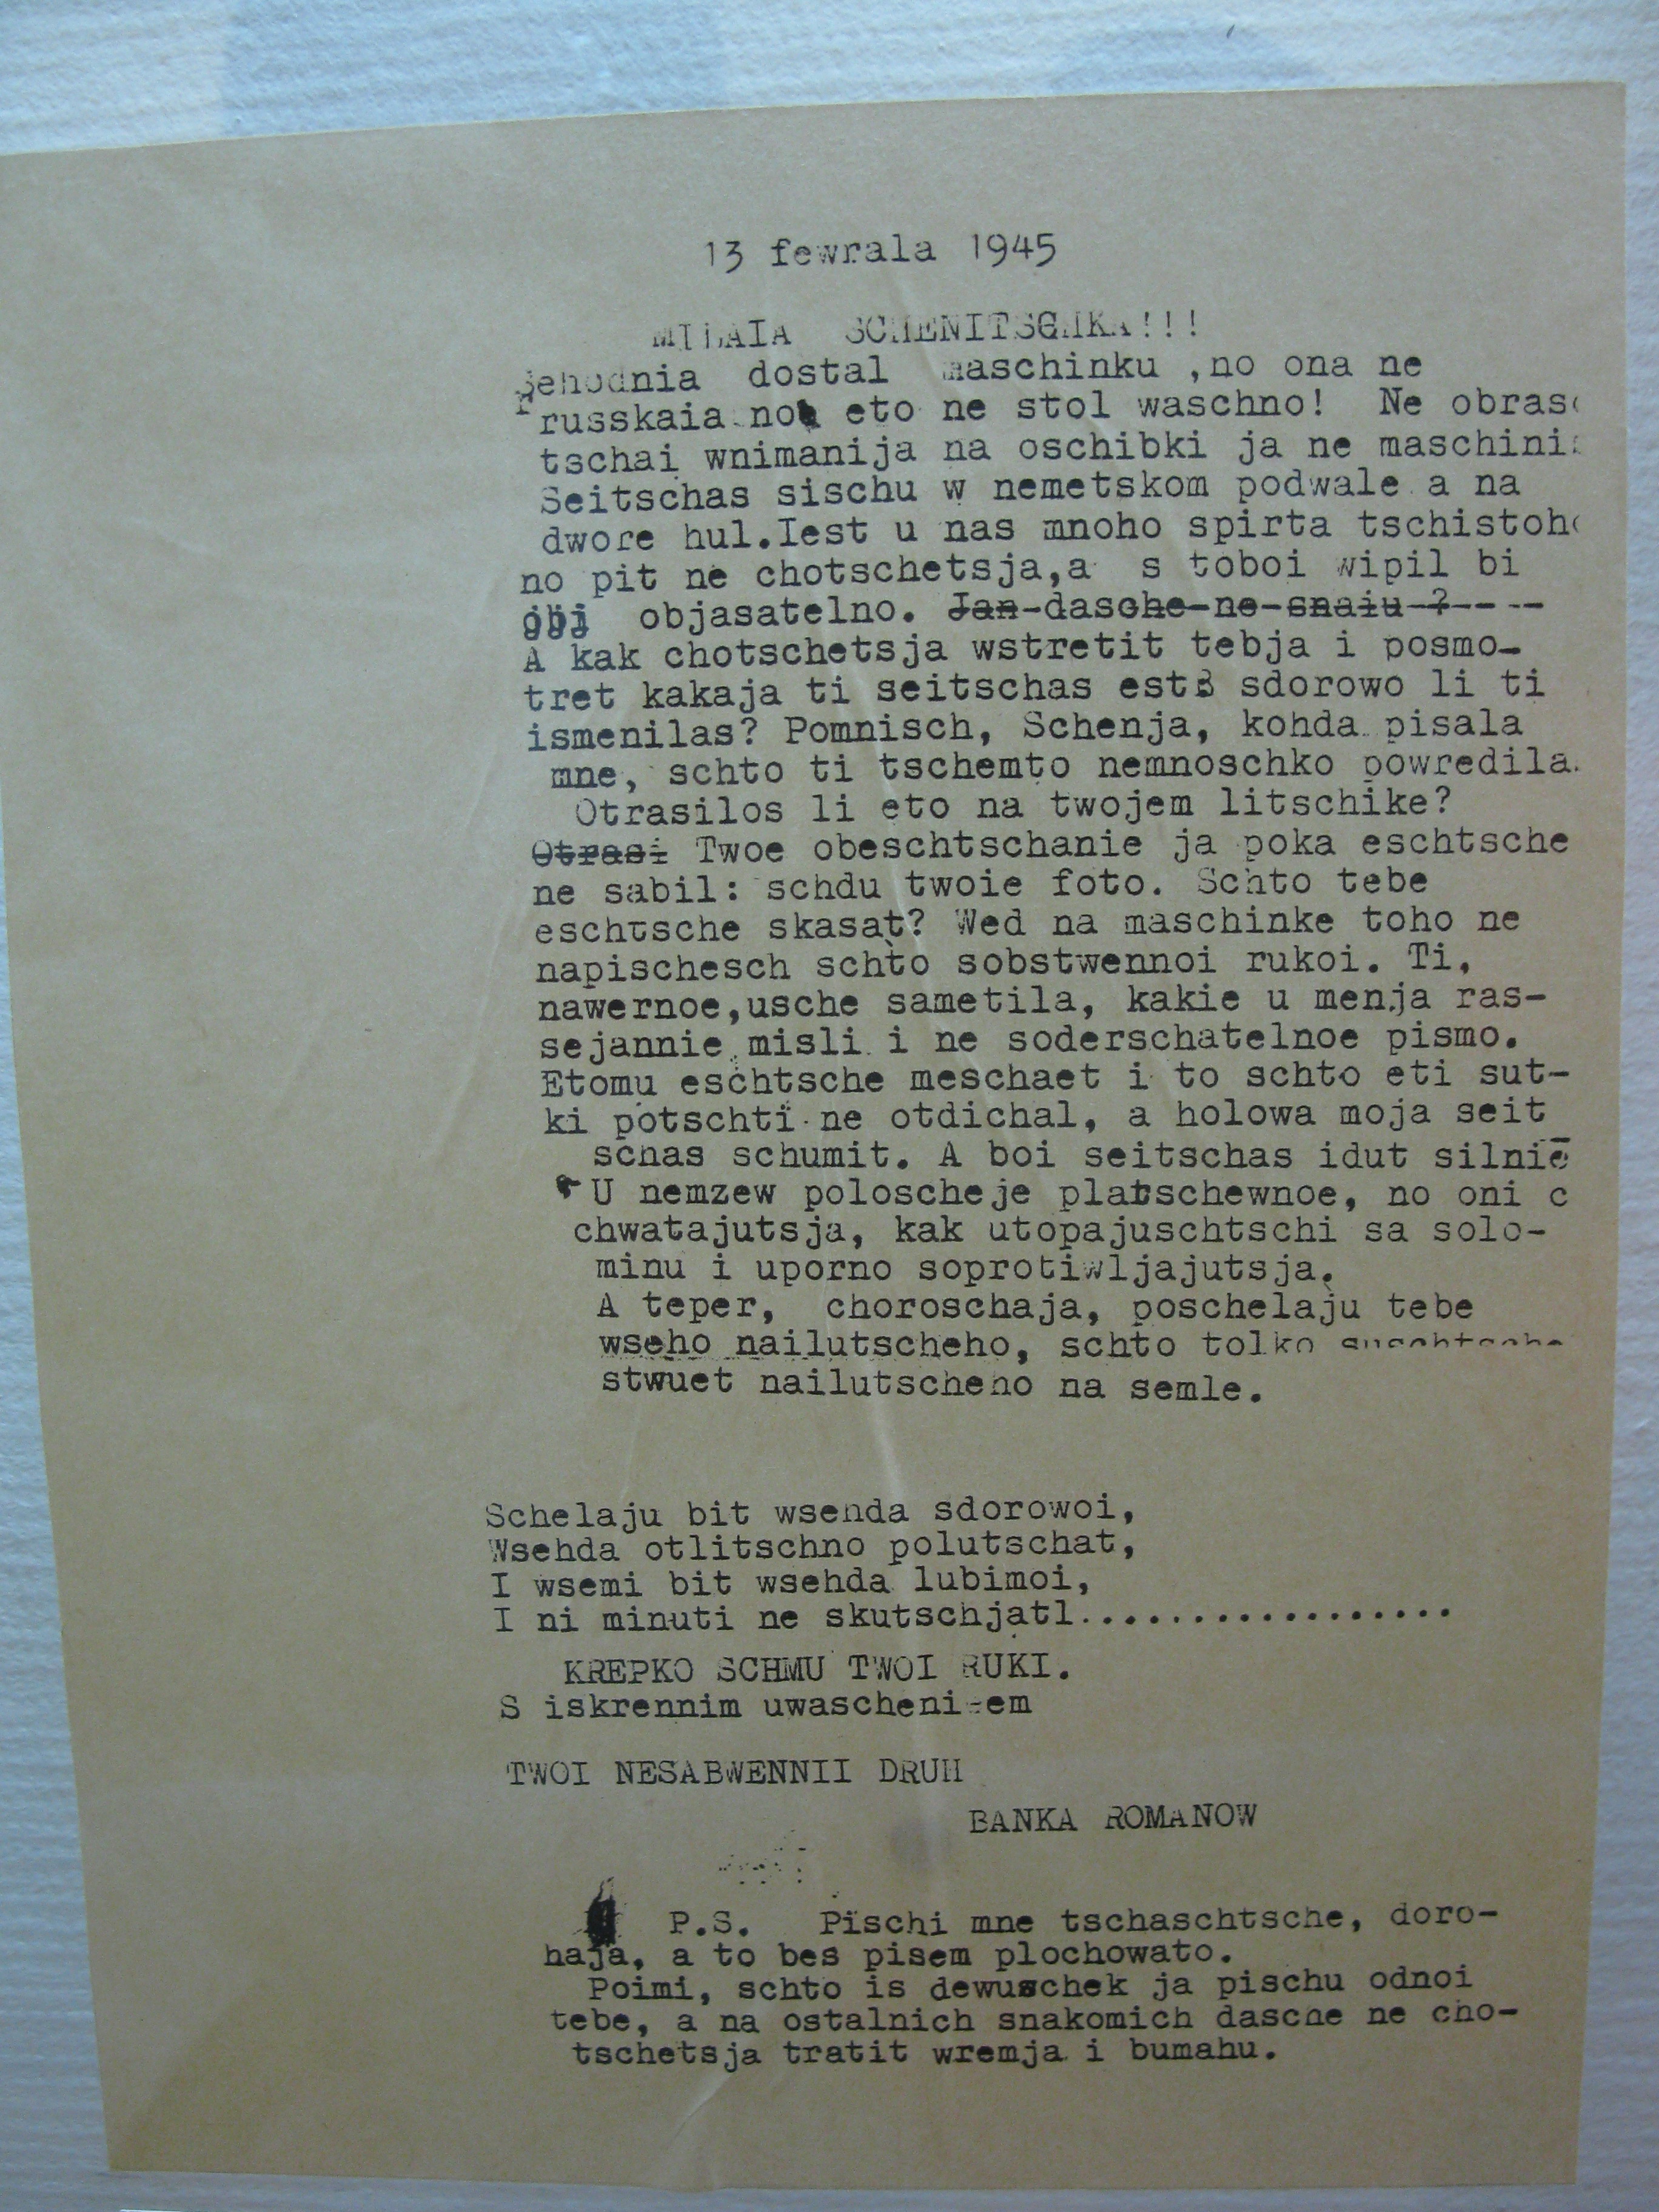 13 fewrala 1945
MILAIA SCHENITSCHKA!!!
Sehodnia dostal maschinku ,no ona ne
russkaia no eto ne stol waschno! Ne obras
tschai wnimanija na oschibki ja ne maschinis
Seitschas sischu w nemetskom podwale a na
dwore hul.Iest u nas mnoho spirta tschistoho
no pit ne chotschetsja,a s toboi wipil bi
objasatelno. Jan-dasche-ne-snaiu-?----
A kak chotschetsja wstretit tebja i posmo-
tret kakaja ti seitschas est sdorowo li ti
ismenilas? Pomnisch, Schenja, kohda pisala
mne, schto ti tschemto nemnoschko powredila.
Otrasilos li eto na twojem litschike?
Otrasi Twoe obeschtschanie ja poka eschtsche
ne sabil: schdu twoie foto. Schto tebe
eschtsche skasat? Wed na maschinke toho ne
napischesch schto sobstwennoi rukoi. Ti,
nawernoe,usche sametila, kakie u menja ras-
sejannie misli i ne soderschatelnoe pismo.
Etomu eschtsche meschaet i to schto eti sut-
ki potschti ne otdichal, a holowa moja seit
schas schumit. A boi seitschas idut silnie
U nemzew poloscheje platschewnoe, no oni c
chwatajutsja, kak utopajuschtschi sa solo-
minu i uporno soprotiwljajutsja.
A teper, choroschaja, poschelaju tebe
wseho nailutscheho, schto tolko suschtsche
stwuet nailutscheho na semle.
Schelaju bit wsehda sdorowoi,
Wsehda otlitschno polutschat,
I wsemi bit wsehda lubimoi,
I ni minuti ne skutschjatl.................
KREPKO SCHMU TWOI RUKI.
S iskrennim uwascheni-em
TWOI NESABWENNII DRUH
BANKA ROMANOW
P.S. Pischi mne tschaschtsche, doro-
haja, a to bes pisem plochowato.
Poimi, schto is dewuschek ja pischu odnoi
tebe, a na ostalnich snakomich dasche ne cho-
tschetsja tratit wremja i bumahu.